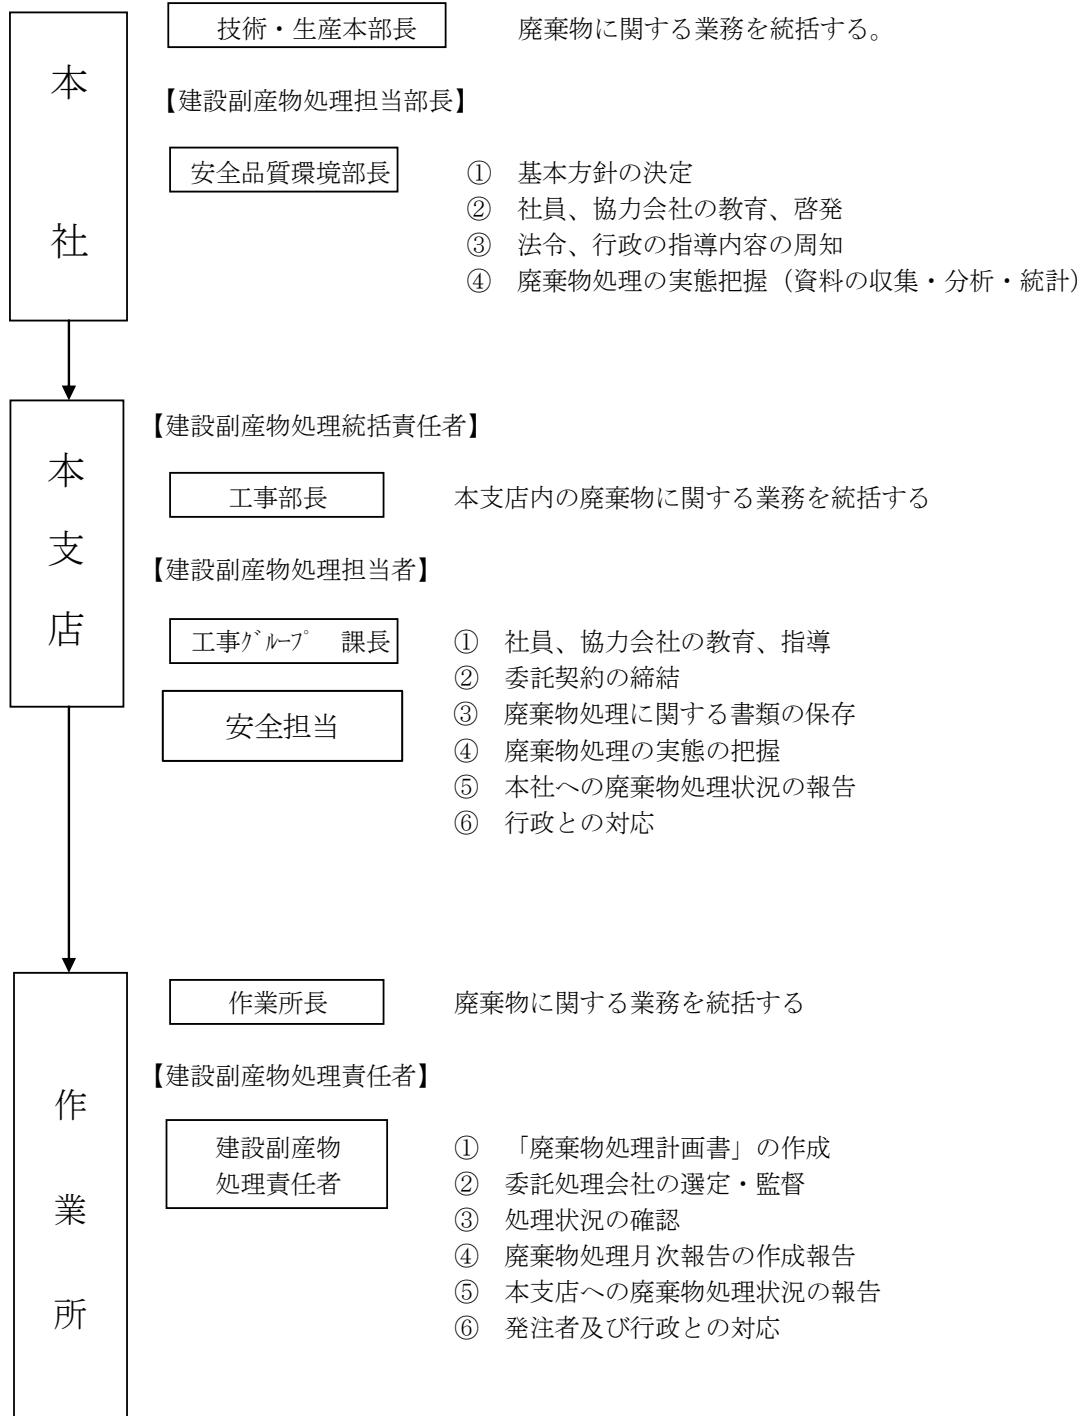 本社
技術・生産本部長 廃棄物に関する業務を統括する。
【建設副産物処理担当部長】
安全品質環境部長 ① 基本方針の決定
② 社員、協力会社の教育、啓発
③ 法令、行政の指導内容の周知
④ 廃棄物処理の実態把握（資料の収集・分析・統計）
本支店
【建設副産物処理統括責任者】
工事部長 本支店内の廃棄物に関する業務を統括する
【建設副産物処理担当者】
工事ｸﾞﾙｰﾌﾟ 課長 ① 社員、協力会社の教育、指導
② 委託契約の締結
安全担当 ③ 廃棄物処理に関する書類の保存
④ 廃棄物処理の実態の把握
⑤ 本社への廃棄物処理状況の報告
⑥ 行政との対応
作業所
作業所長 廃棄物に関する業務を統括する
【建設副産物処理責任者】
建設副産物 ① 「廃棄物処理計画書」の作成
処理責任者 ② 委託処理会社の選定・監督
③ 処理状況の確認
④ 廃棄物処理月次報告の作成報告
⑤ 本支店への廃棄物処理状況の報告
⑥ 発注者及び行政との対応